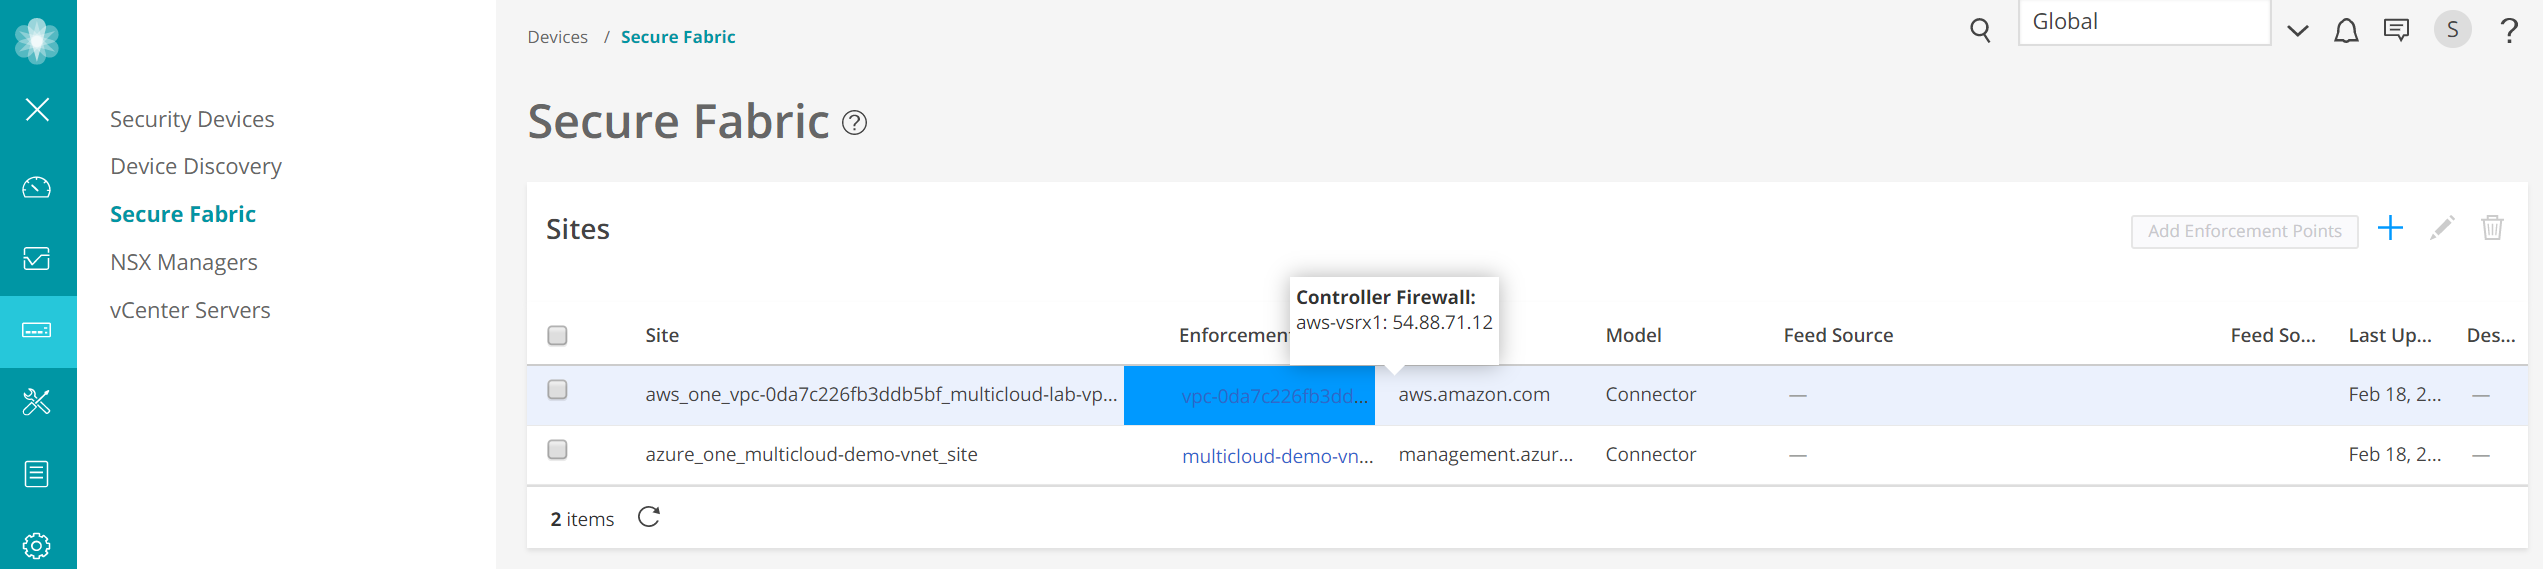 Devices / Secure Fabric
Global
S
?
Security Devices
Device Discovery
Secure Fabric
NSX Managers
vCenter Servers
Secure Fabric ?
Sites
Add Enforcement Points
Controller Firewall:
aws-vsrx1: 54.88.71.12
Site Model Feed Source Feed So... Last Up... Des...
aws_one_vpc-0da7c226fb3ddb5bf_multicloud-lab-vp... vpc-0da7c226fb3dd... aws.amazon.com Connector — Feb 18, 2... —
azure_one_multicloud-demo-vnet_site multicloud-demo-vn... management.azur... Connector — Feb 18, 2... —
2 items